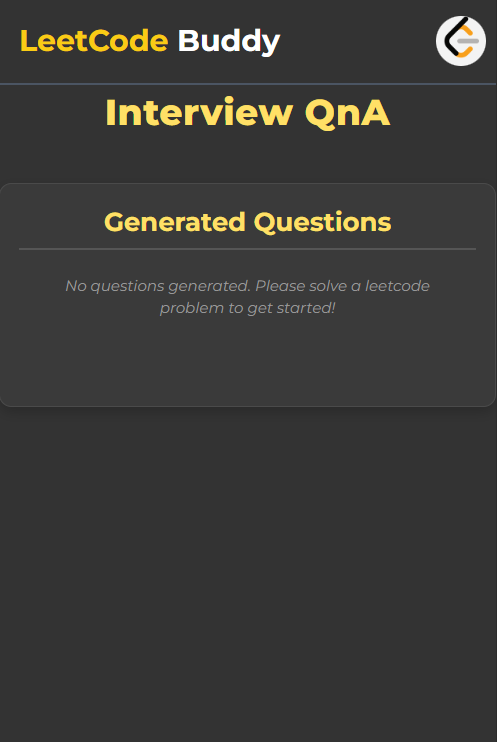 LeetCode Buddy
Interview QnA
Generated Questions
No questions generated. Please solve a leetcode
problem to get started!